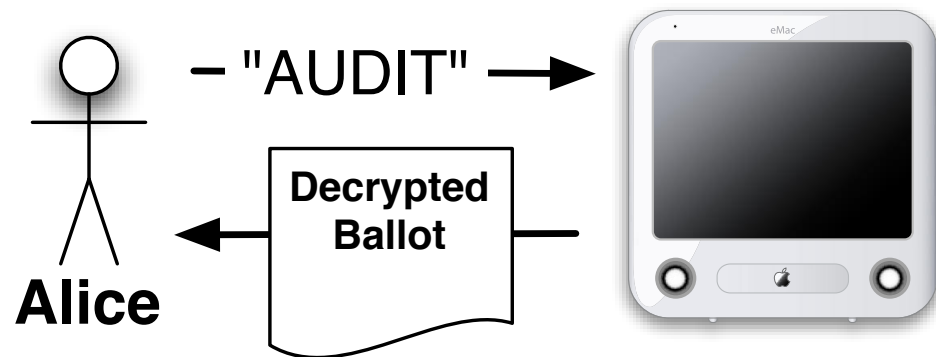 eMac
"AUDIT"
Decrypted
Ballot
Alice